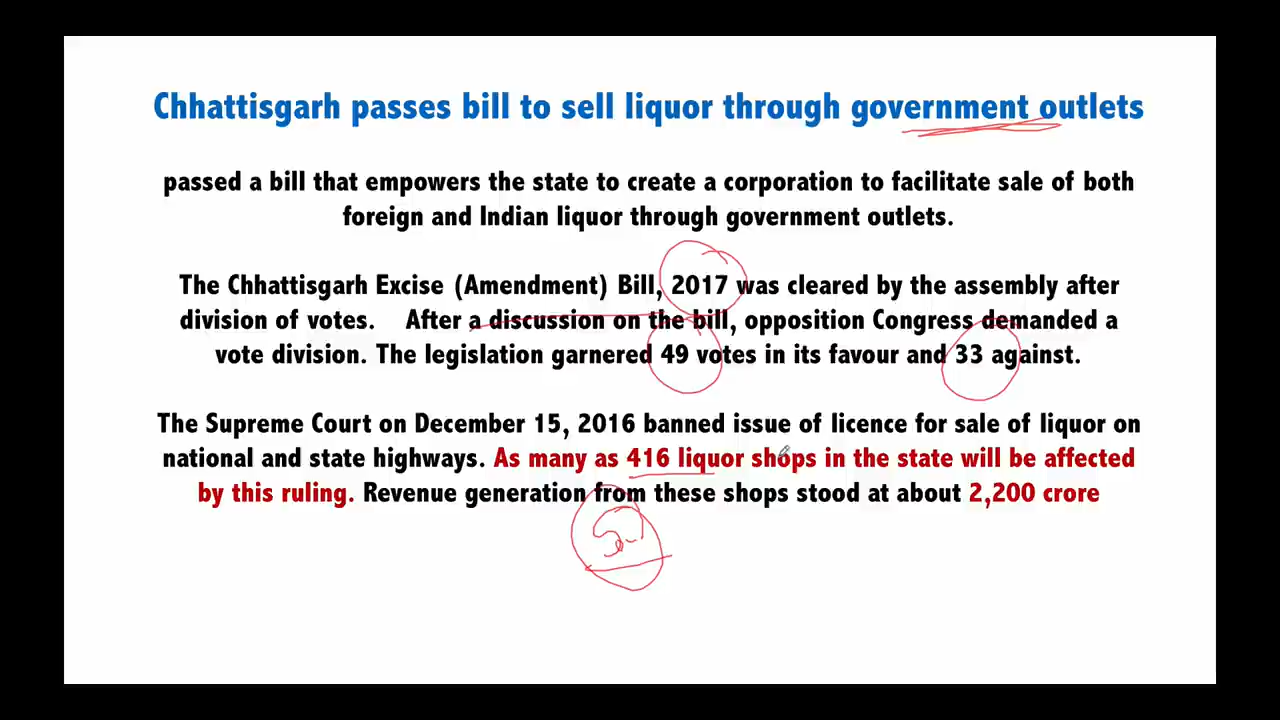 Chhattisgarh passes bill to sell liquor through government outlets
passed a bill that empowers the state to create a corporation to facilitate sale of both
foreign and Indian liquor through government outlets.
The Chhattisgarh Excise (Amendment) Bill, 2017 was cleared by the assembly after
division of votes. After a discussion on the bill, opposition Congress demanded a
vote division. The legislation garnered 49 votes in its favour and 33 against.
The Supreme Court on December 15, 2016 banned issue of licence for sale of liquor on
national and state highways. As many as 416 liquor shops in the state will be affected
by this ruling. Revenue generation from these shops stood at about 2,200 crore